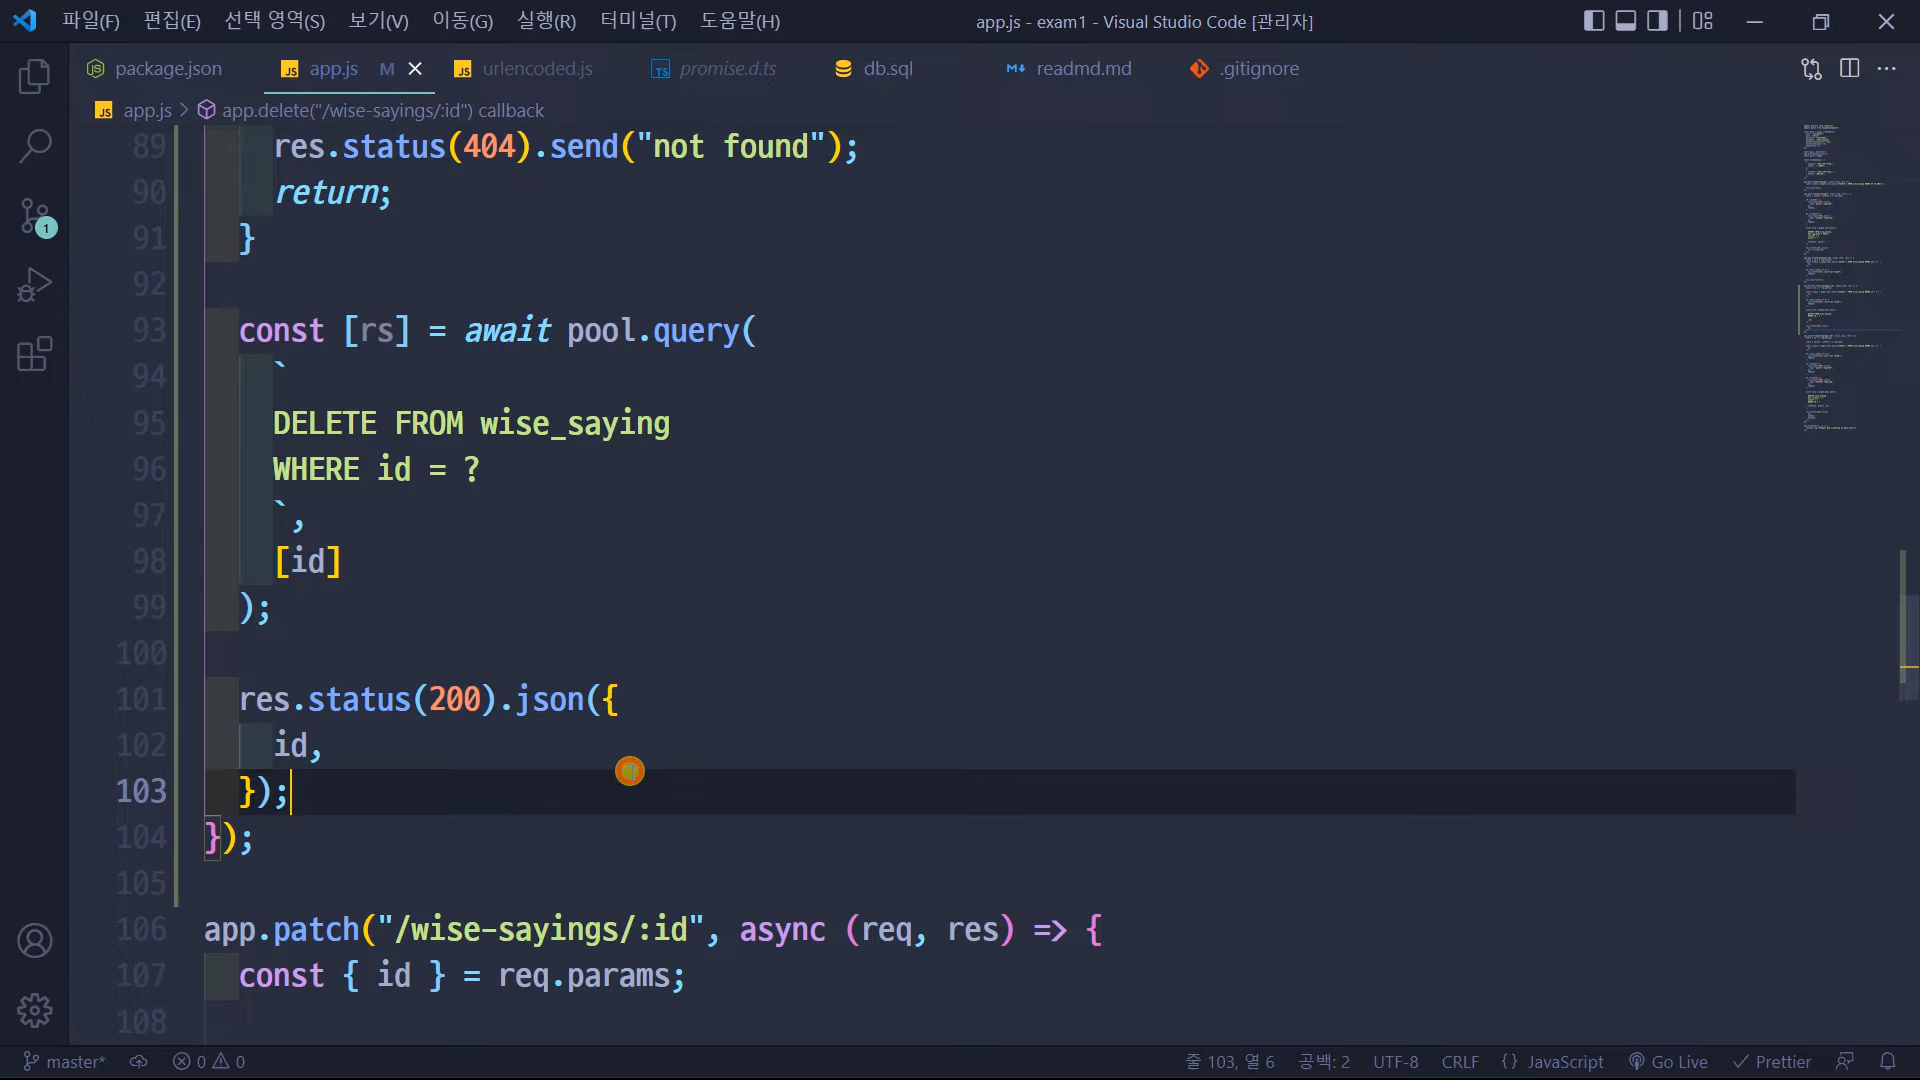 파일(F) 편집(E) 선택 영역(S) 보기(V) 이동(G) 실행(R) 터미널(T) 도움말(H) app.js - exam1 - Visual Studio Code [관리자]
package.json app.js M urlencoded.js promise.d.ts db.sql readmd.md .gitignore
app.js > app.delete("/wise-sayings/:id") callback
89 res.status(404).send("not found");
90 return;
91 }
92
93 const [rs] = await pool.query(
94 `
95 DELETE FROM wise_saying
96 WHERE id = ?
97 `,
98 [id]
99 );
100
101 res.status(200).json({
102 id,
103 });
104 });
105
106 app.patch("/wise-sayings/:id", async (req, res) => {
107 const { id } = req.params;
108
1
master* 0 0 줄 103, 열 6 공백: 2 UTF-8 CRLF {} JavaScript Go Live Prettier